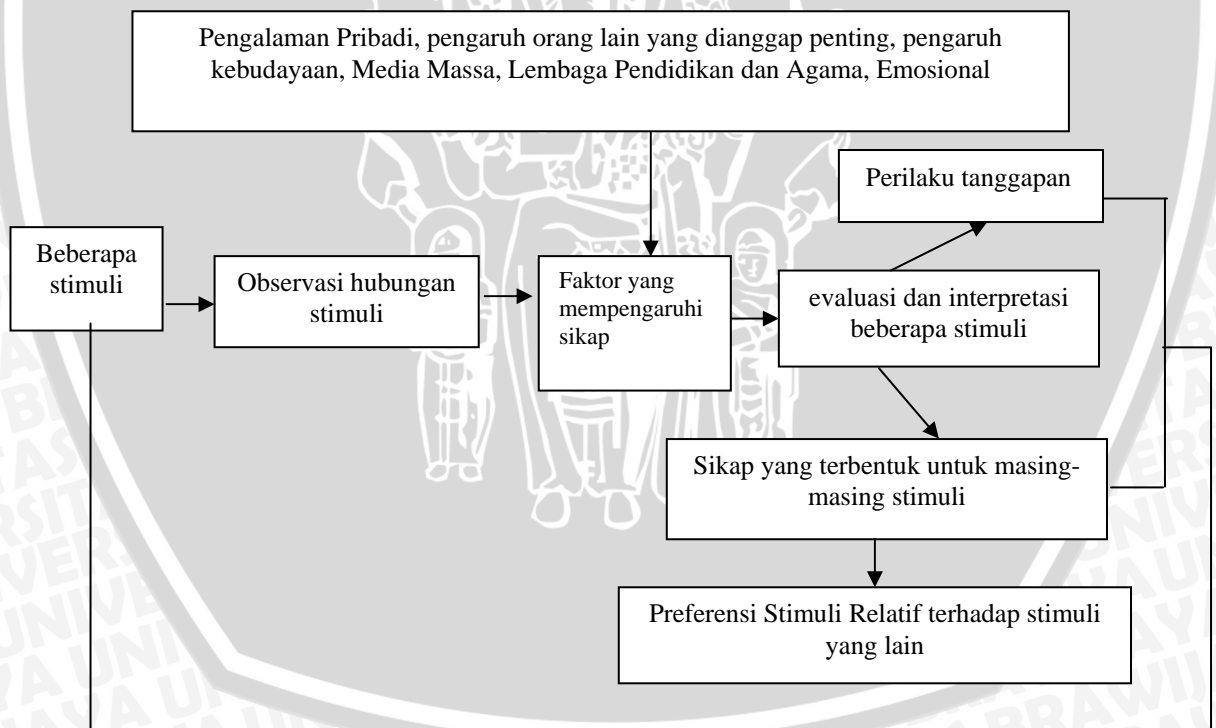 Pengalaman Pribadi, pengaruh orang lain yang dianggap penting, pengaruh
kebudayaan, Media Massa, Lembaga Pendidikan dan Agama, Emosional
Perilaku tanggapan
Beberapa
stimuli
Observasi hubungan
stimuli
Faktor yang
mempengaruhi
sikap
evaluasi dan interpretasi
beberapa stimuli
Sikap yang terbentuk untuk masing-
masing stimuli
Preferensi Stimuli Relatif terhadap stimuli
yang lain